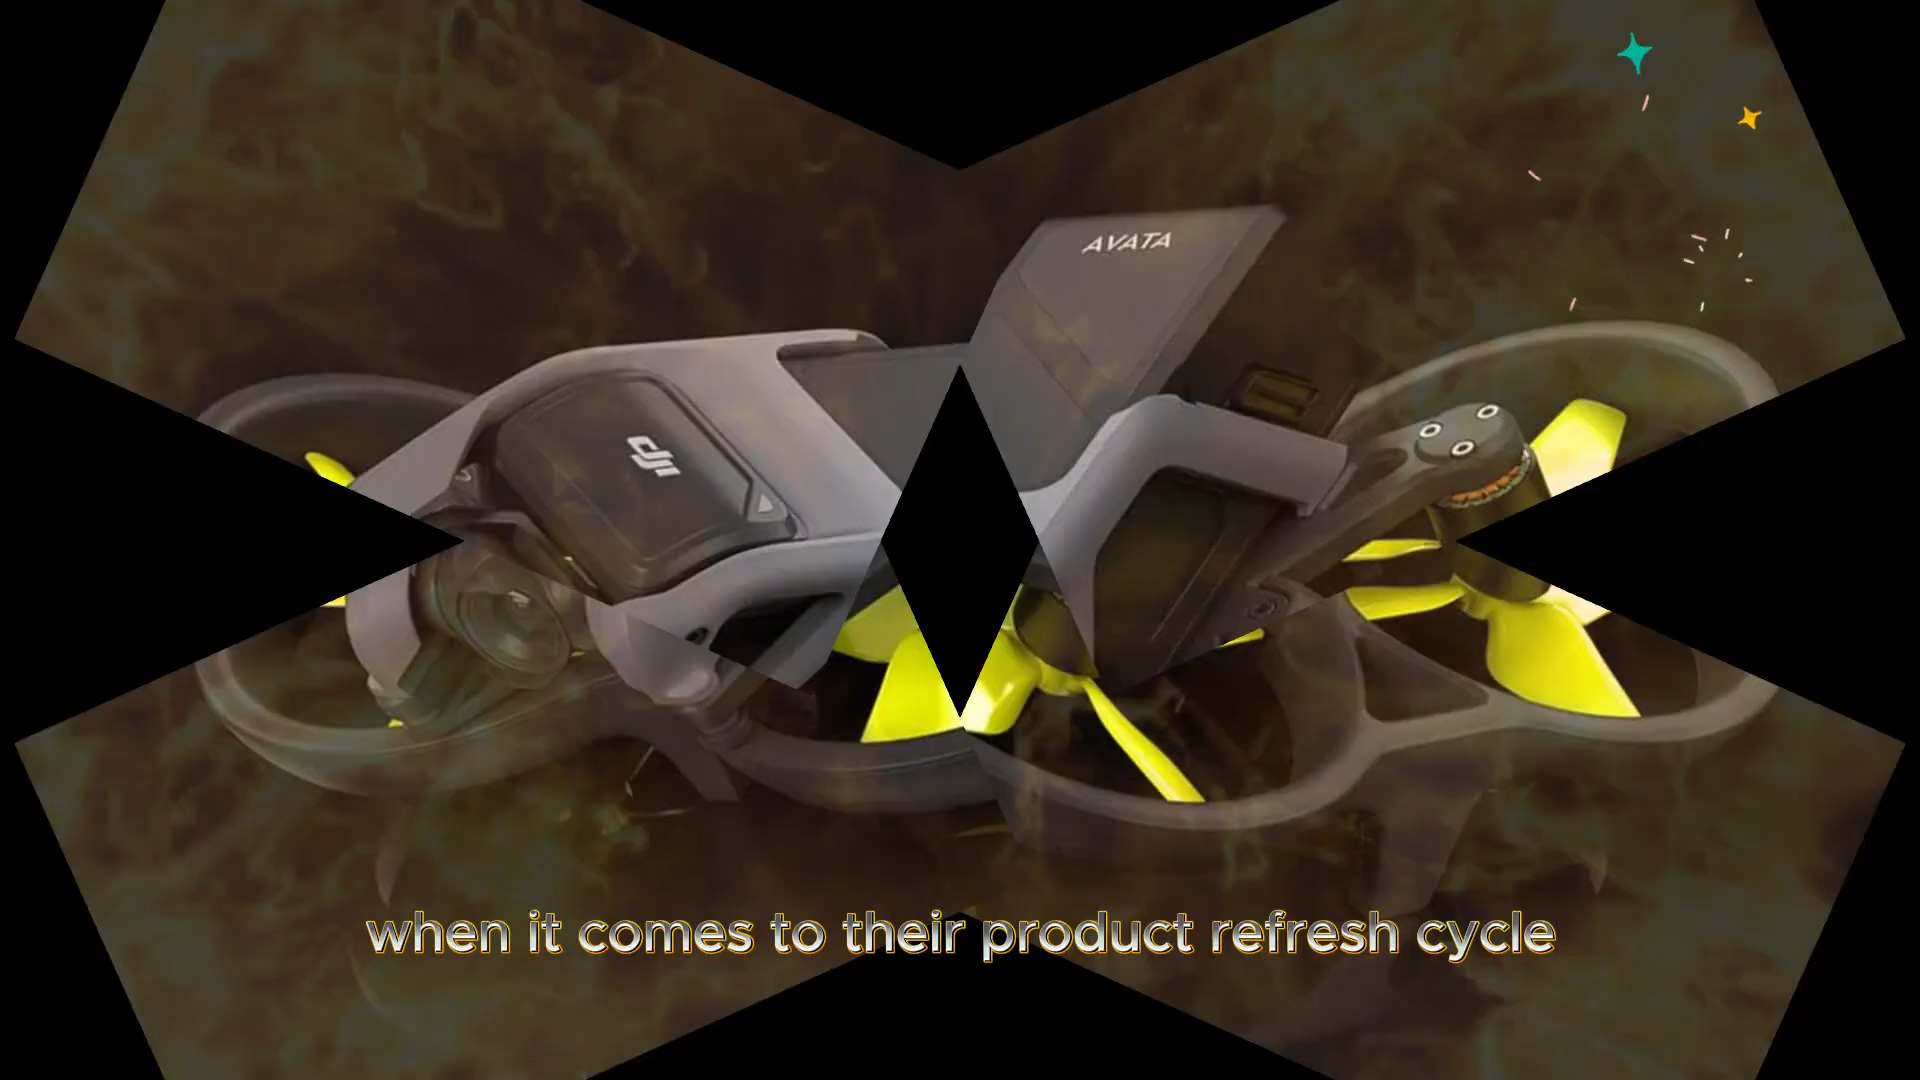 AVATA
dji
when it comes to their product refresh cycle